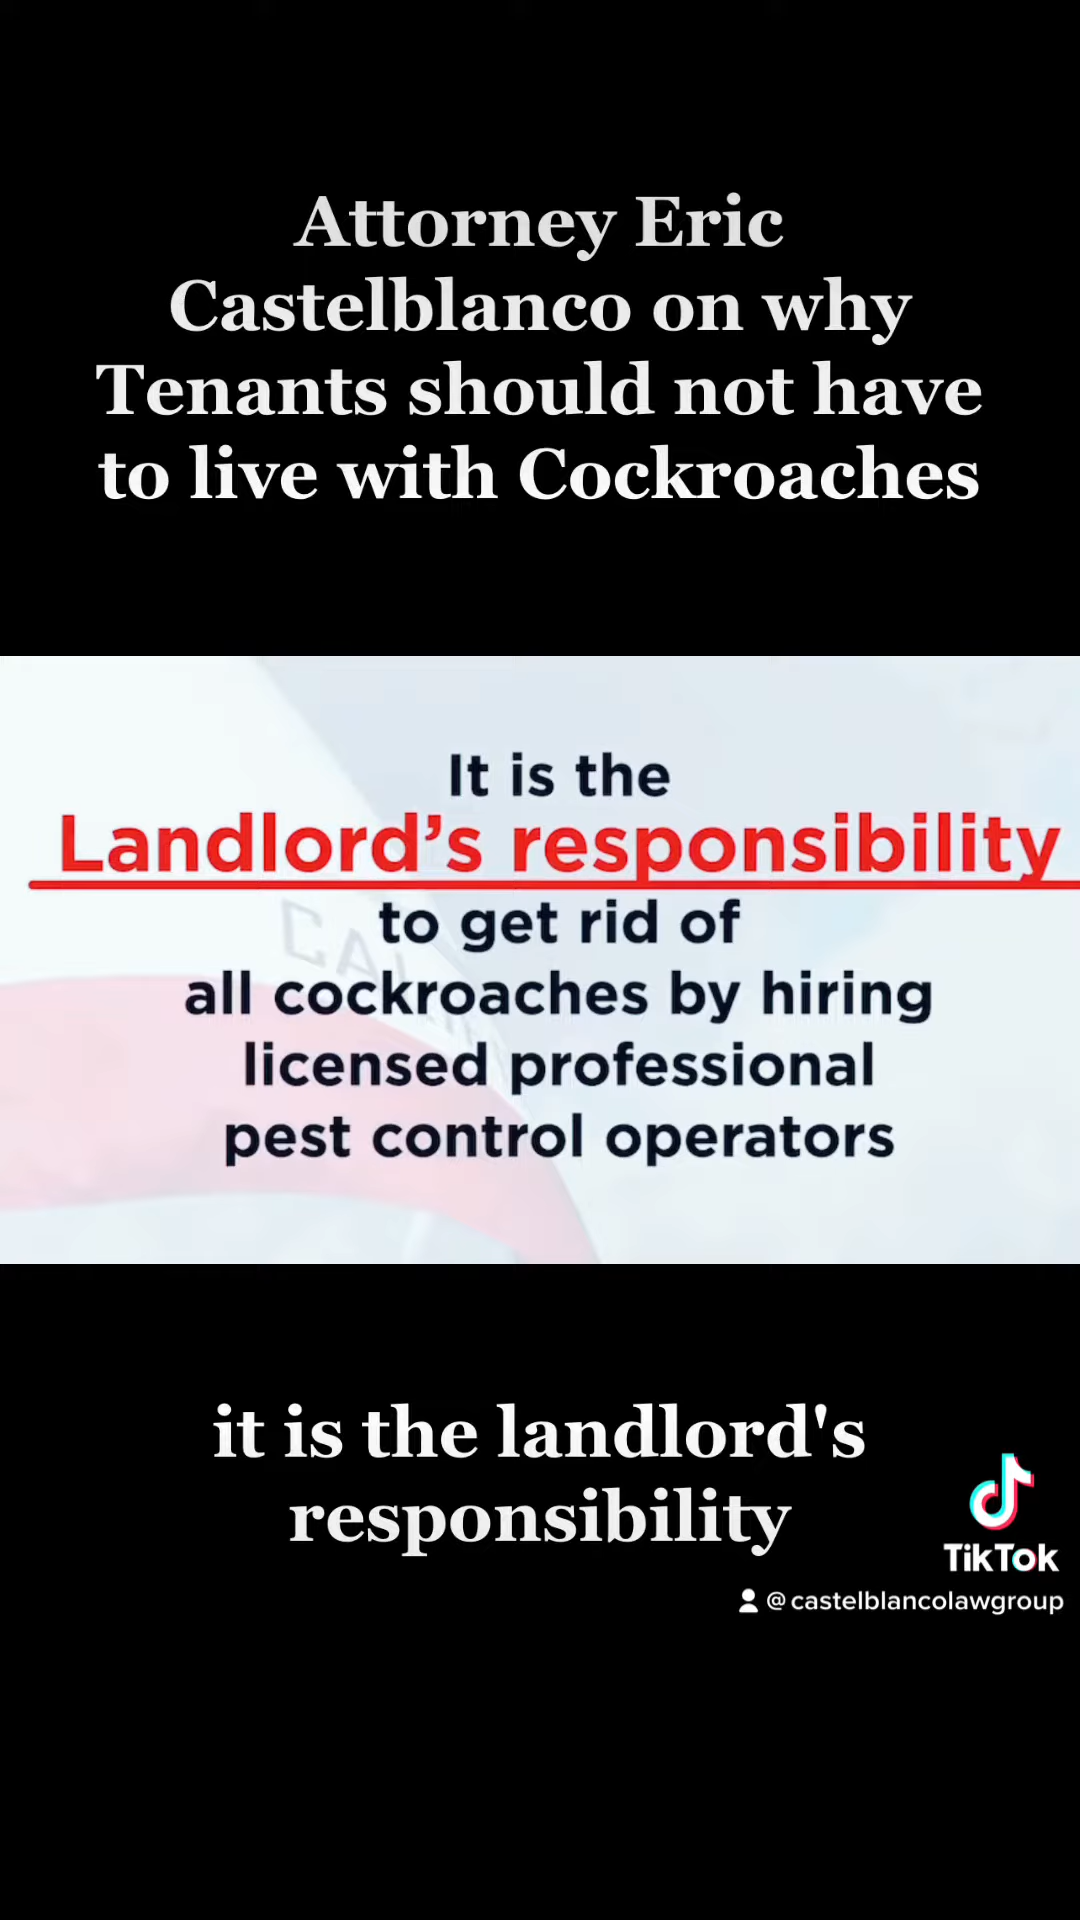 Attorney Eric
Castelblanco on why
Tenants should not have
to live with Cockroaches
It is the
Landlord’s responsibility
to get rid of
all cockroaches by hiring
licensed professional
pest control operators
it is the landlord's
responsibility
TikTok
@castelblancolawgroup